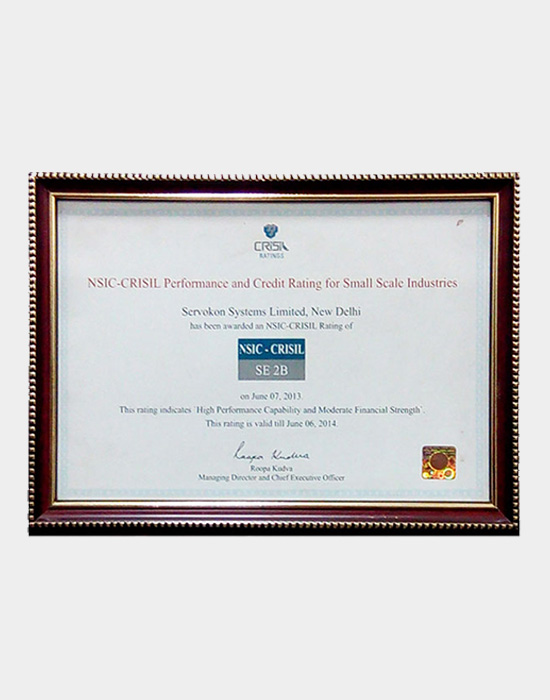 CRISIL
RATINGS
NSIC-CRISIL Performance and Credit Rating for Small Scale Industries
Servokon Systems Limited, New Delhi
has been awarded an NSIC-CRISIL Rating of
NSIC - CRISIL
SE 2B
on June 07, 2013.
This rating indicates 'High Performance Capability and Moderate Financial Strength'.
This rating is valid till June 06, 2014.
Roopa Kudva
Roopa Kudva
Managing Director and Chief Executive Officer